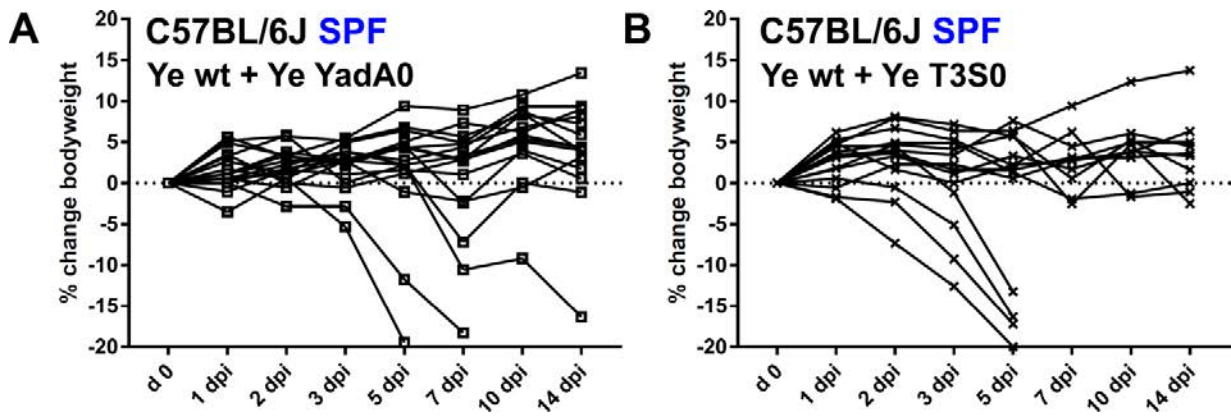 A
C57BL/6J SPF
Ye wt + Ye YadA0
% change bodyweight
20
15
10
5
0
-5
-10
-15
-20
d 0
1 dpi
2 dpi
3 dpi
5 dpi
7 dpi
10 dpi
14 dpi
B
C57BL/6J SPF
Ye wt + Ye T3S0
% change bodyweight
20
15
10
5
0
-5
-10
-15
-20
d 0
1 dpi
2 dpi
3 dpi
5 dpi
7 dpi
10 dpi
14 dpi